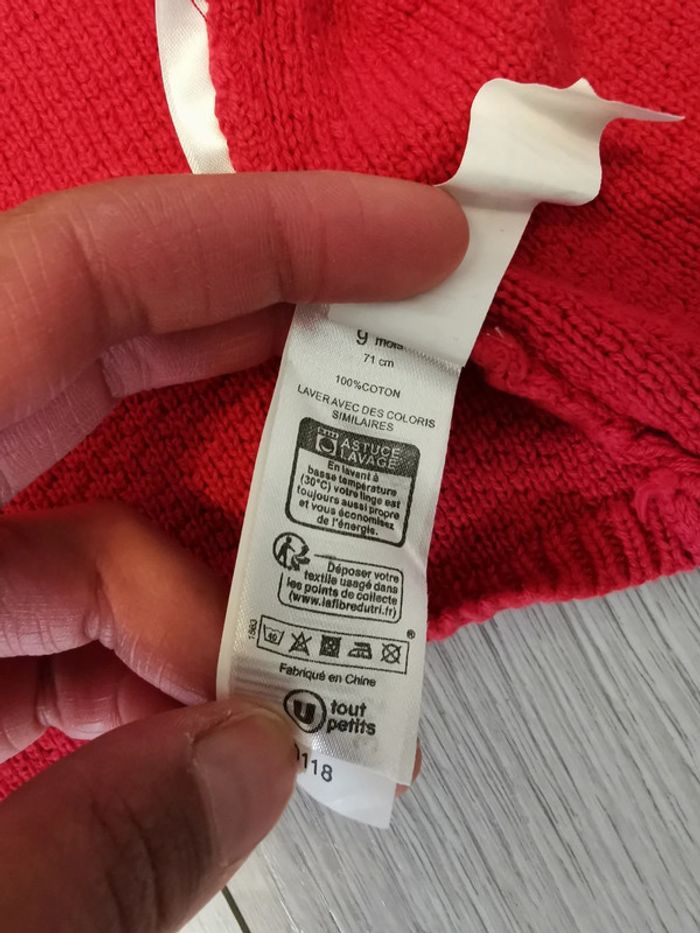 9 mois
71 cm
100%COTON
LAVER AVEC DES COLORIS
SIMILAIRES
ASTUCE
LAVAGE
En lavant à
basse température
(30°C) votre linge est
toujours aussi propre
et vous économisez
de l'énergie.
Déposer votre
textile usagé dans
les points de collecte
(www.lafibredutri.fr)
40
®
Fabriqué en Chine
U tout
petits
0118